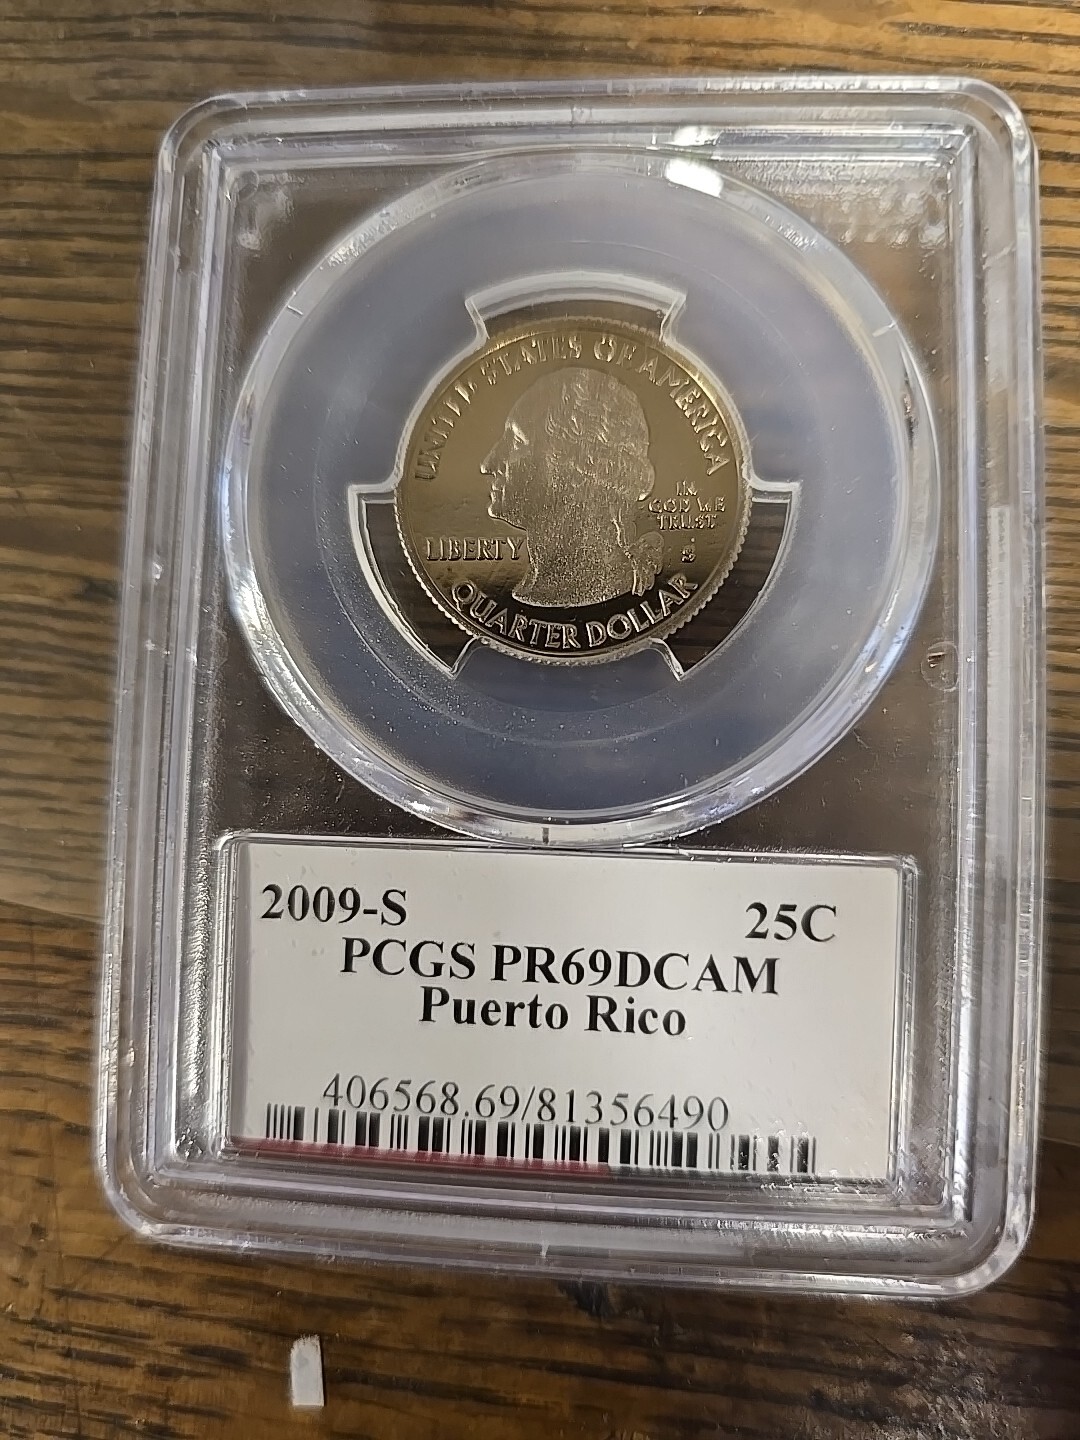 UNITED STATES OF AMERICA
IN
GOD WE
TRUST
LIBERTY
S
QUARTER DOLLAR
2009-S 25C
PCGS PR69DCAM
Puerto Rico
406568.69/81356490